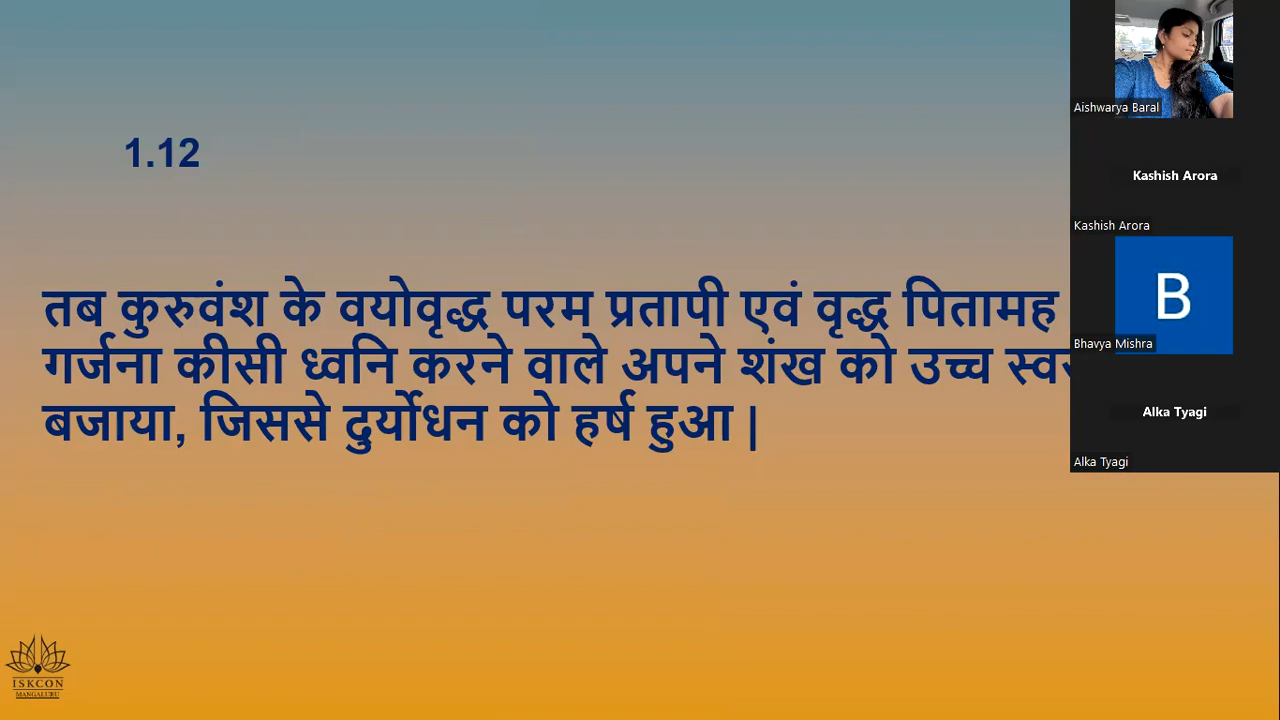 1.12
तब कुरुवंश के वयोवृद्ध परम प्रतापी एवं वृद्ध पितामह
गर्जना कीसी ध्वनि करने वाले अपने शंख को उच्च
बजाया, जिससे दुर्योधन को हर्ष हुआ |
ISKCON
MANGALURU
Aishwarya Baral
Kashish Arora
Kashish Arora
B
Bhavya Mishra
Alka Tyagi
Alka Tyagi